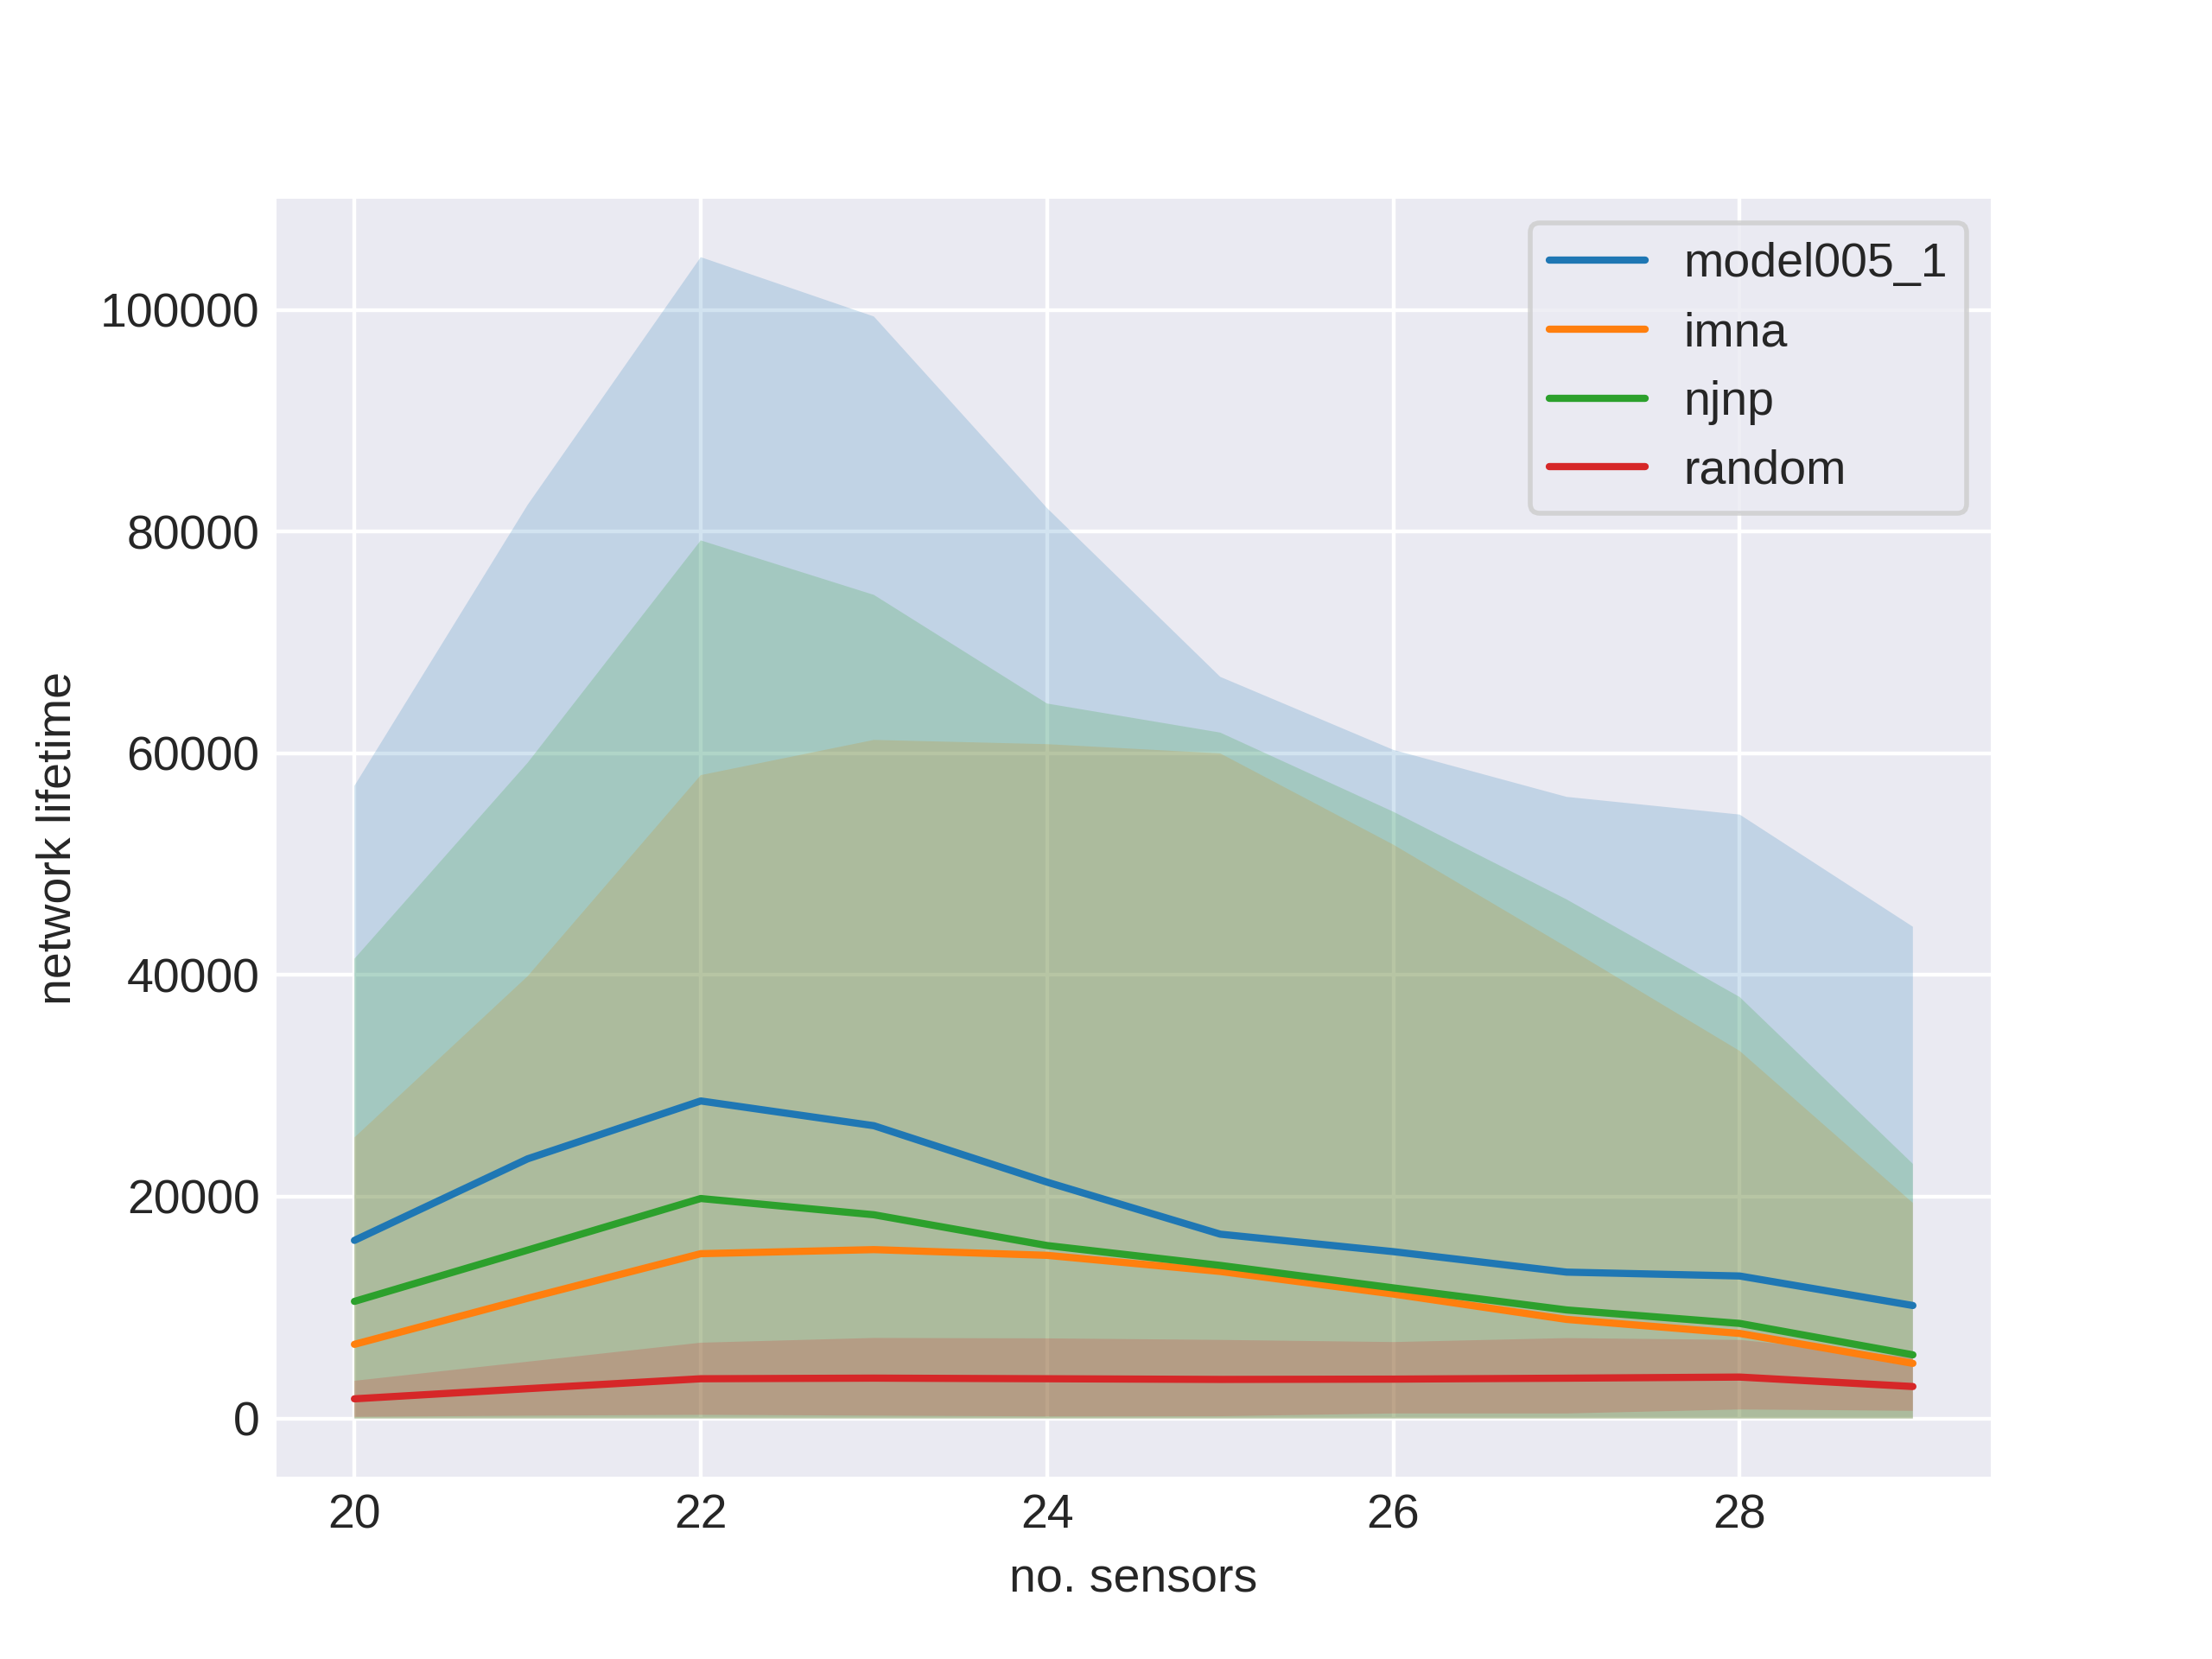 model005_1
imna
njnp
random
100000
80000
60000
40000
20000
0
network lifetime
20 22 24 26 28
no. sensors